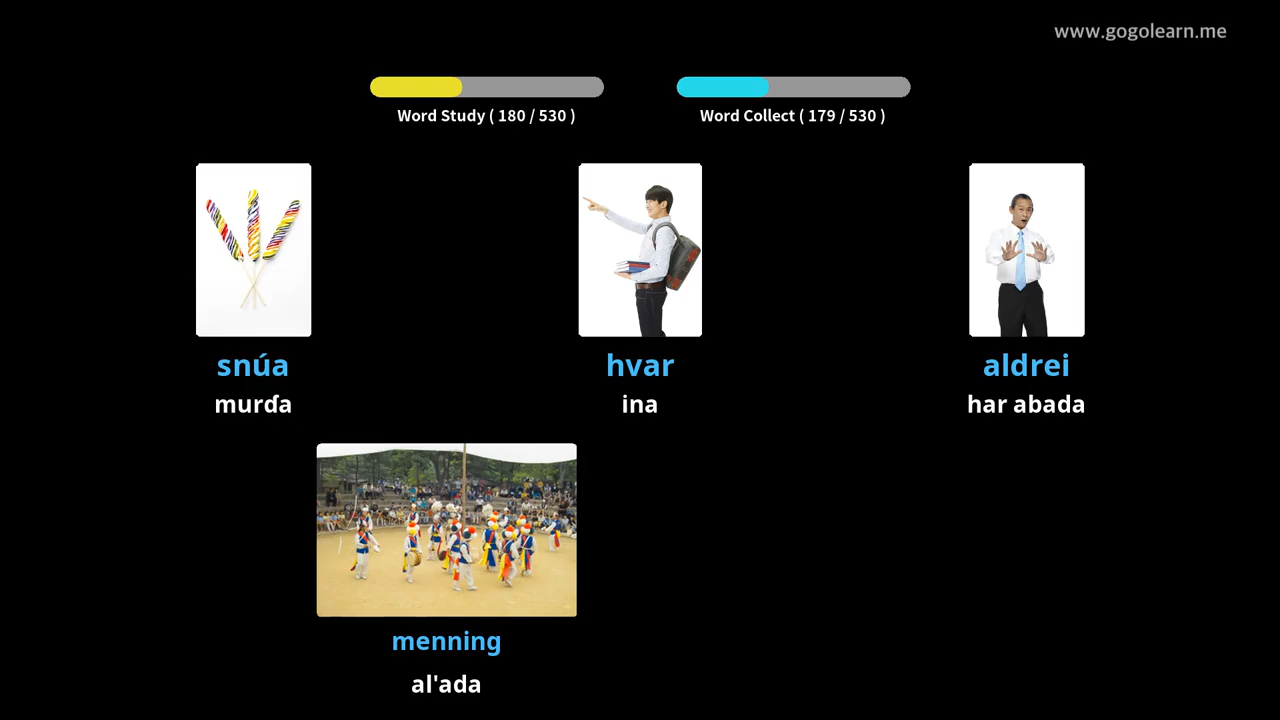 www.gogolearn.me
Word Study ( 180 / 530 )
Word Collect ( 179 / 530 )
snúa
murɗa
hvar
ina
aldrei
har abada
menning
al'ada